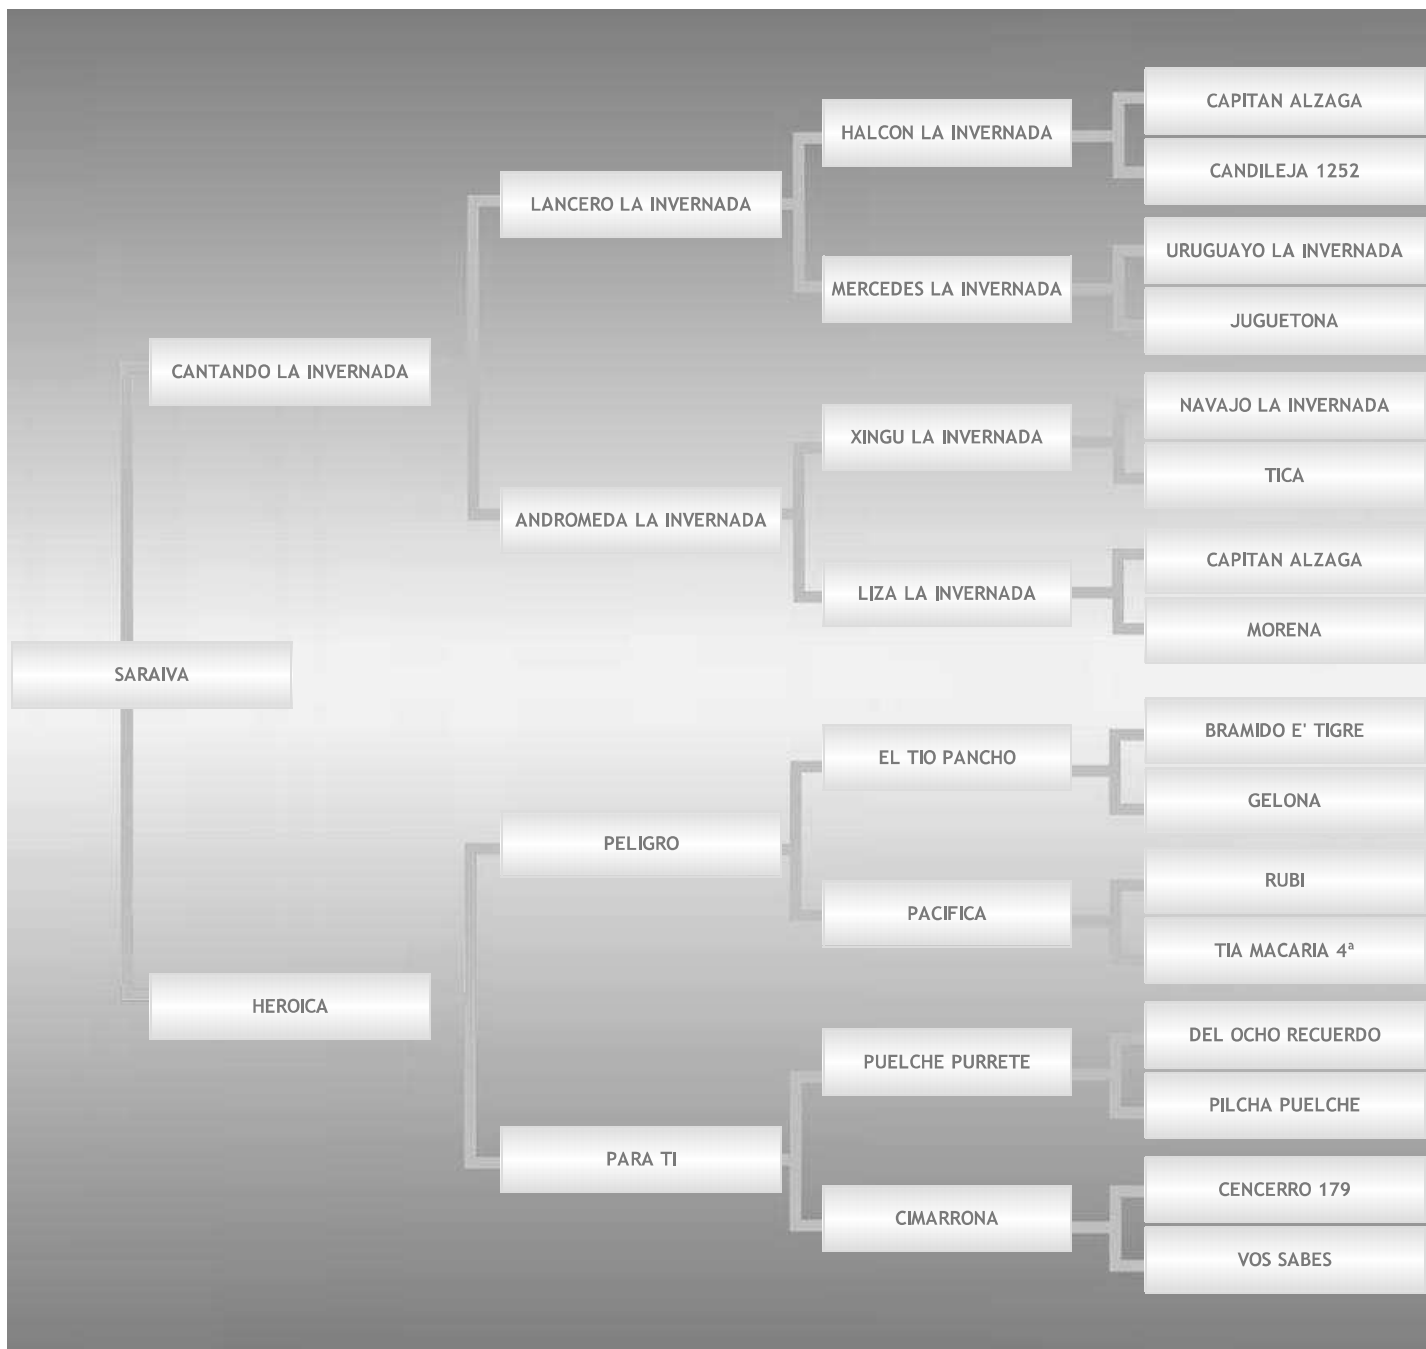 SARAIVA
CANTANDO LA INVERNADA
HEROICA
LANCERO LA INVERNADA
ANDROMEDA LA INVERNADA
PELIGRO
PARA TI
HALCON LA INVERNADA
MERCEDES LA INVERNADA
XINGU LA INVERNADA
LIZA LA INVERNADA
EL TIO PANCHO
PACIFICA
PUELCHE PURRETE
CIMARRONA
CAPITAN ALZAGA
CANDILEJA 1252
URUGUAYO LA INVERNADA
JUGUETONA
NAVAJO LA INVERNADA
TICA
CAPITAN ALZAGA
MORENA
BRAMIDO E' TIGRE
GELONA
RUBI
TIA MACARIA 4ª
DEL OCHO RECUERDO
PILCHA PUELCHE
CENCERRO 179
VOS SABES